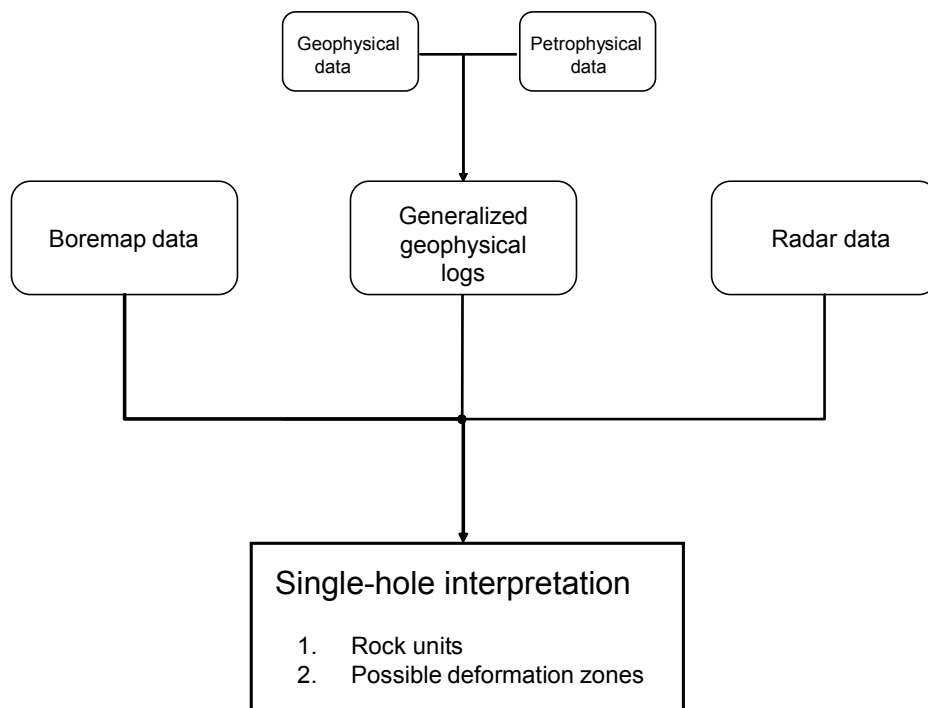 Geophysical
data
Petrophysical
data
Boremap data
Generalized
geophysical
logs
Radar data
Single-hole interpretation
1. Rock units
2. Possible deformation zones